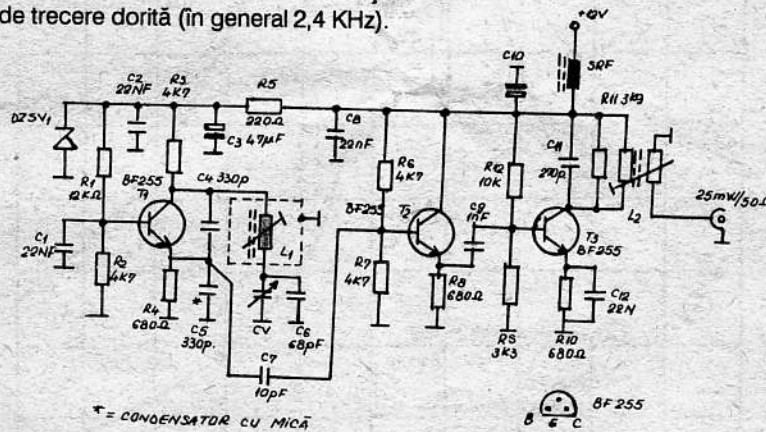 de trecere dorită (în general 2,4 KHz).
+12V
C10
SRF
C2
22NF
R3
4K7
R5
220Ω
R11 3K9
DZ5V1
C3 47µF
C8
22nF
R6
4K7
R12
10K
C11
270p.
R1
12KΩ
BF255
T1
C4 330p
BF255
T2
C9
1nF
L2
25mW/50Ω
L1
T3
BF255
C1
22NF
R2
4K7
R4
680Ω
C5
330p.
*
CV
C6
68pF
R7
4K7
R8
680Ω
R9
3K3
R10
680Ω
C12
22N
C7
10pF
* = CONDENSATOR CU MICĂ
B E C
BF255